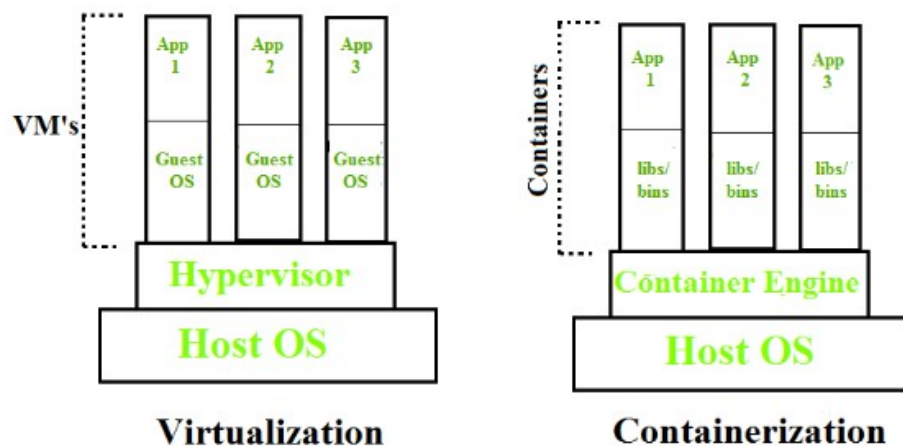 VM's
App
1
App
2
App
3
Guest
OS
Guest
OS
Guest
OS
Hypervisor
Host OS
Virtualization
Containers
App
1
App
2
App
3
libs/
bins
libs/
bins
libs/
bins
Container Engine
Host OS
Containerization